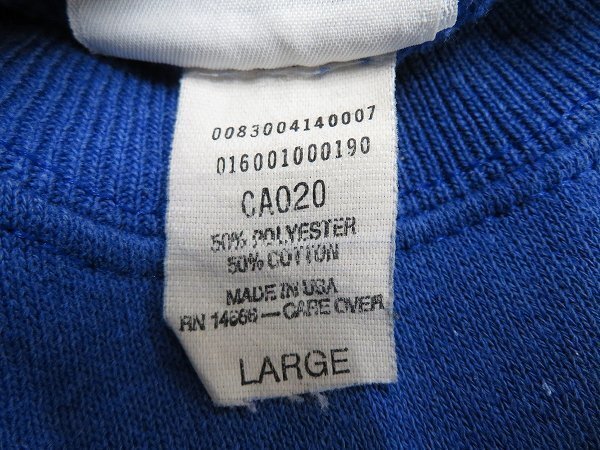 0083004140007
016001000190
CA020
50% POLYESTER
50% COTTON
MADE IN USA
RN 14666—CARE OVER
LARGE